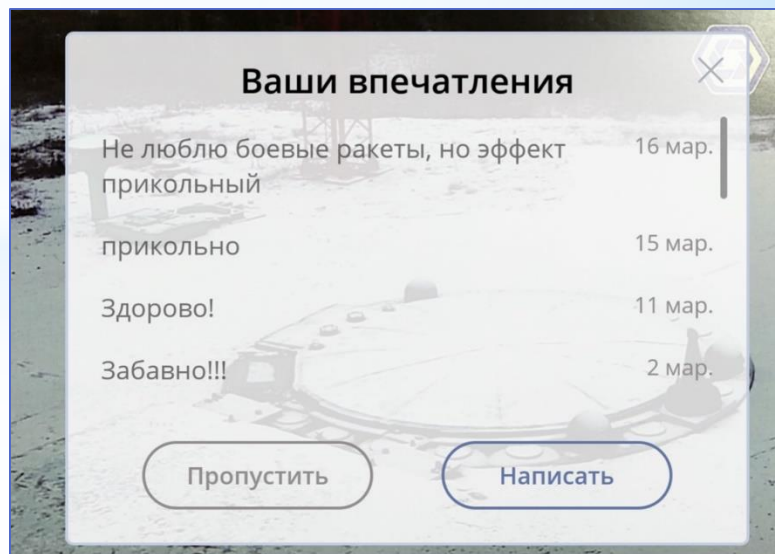 Ваши впечатления
Не люблю боевые ракеты, но эффект 16 мар.
прикольный
прикольно 15 мар.
Здорово! 11 мар.
Забавно!!! 2 мар.
Пропустить Написать